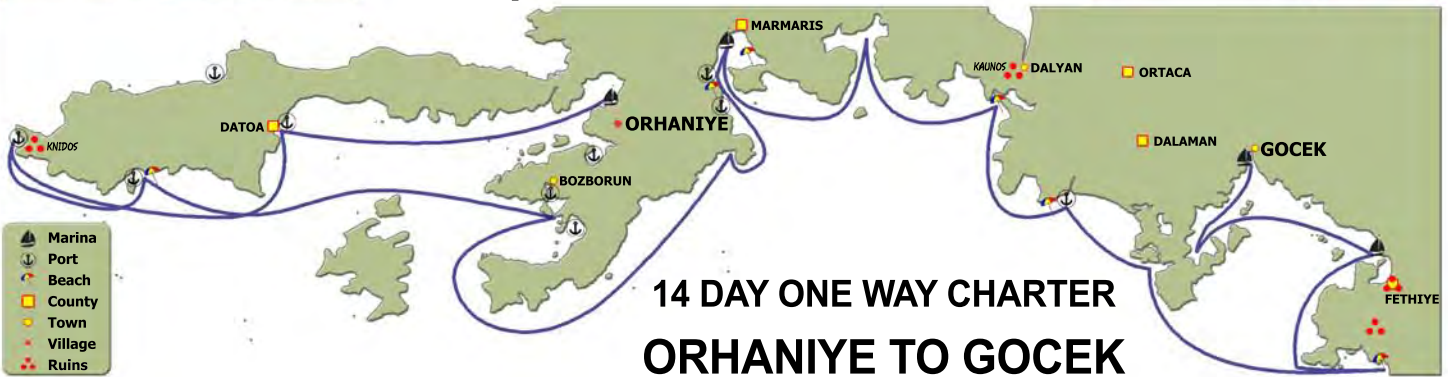 MARMARIS
KAUNOS
DALYAN
ORTACA
DATOA
ORHANIYE
KNIDOS
DALAMAN
GOCEK
BOZBORUN
Marina
Port
Beach
County
Town
Village
Ruins
FETHIYE
14 DAY ONE WAY CHARTER
ORHANIYE TO GOCEK